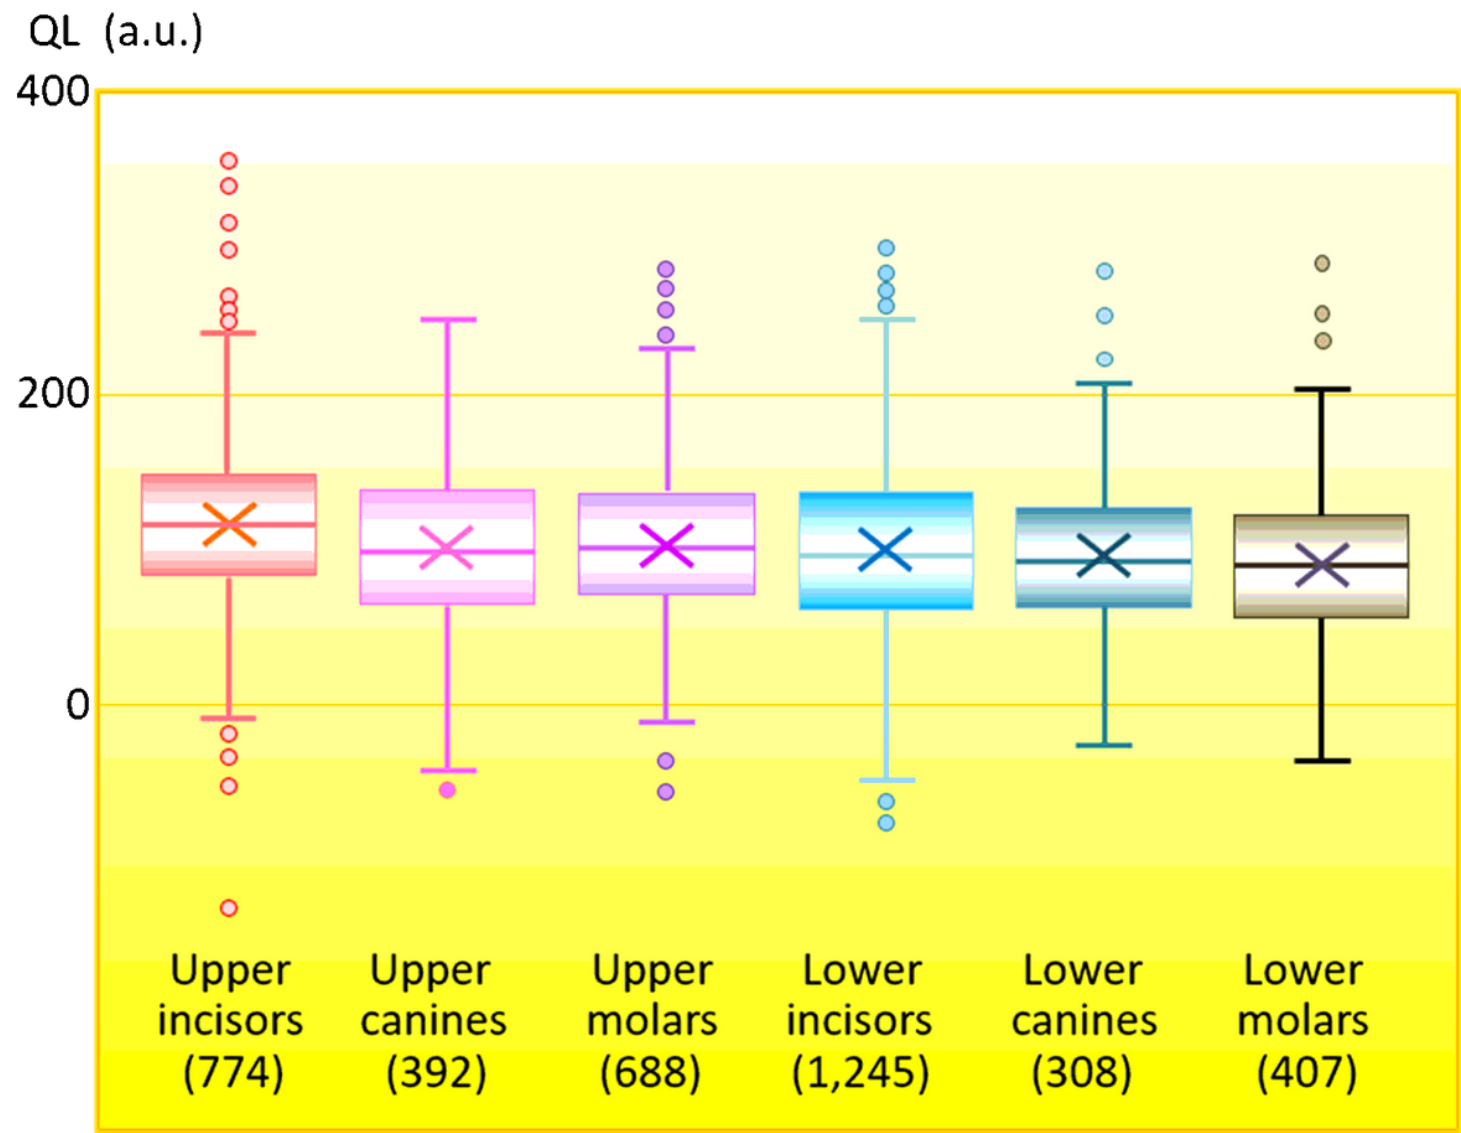 QL (a.u.)
400
200
0
Upper incisors (774)
Upper canines (392)
Upper molars (688)
Lower incisors (1,245)
Lower canines (308)
Lower molars (407)